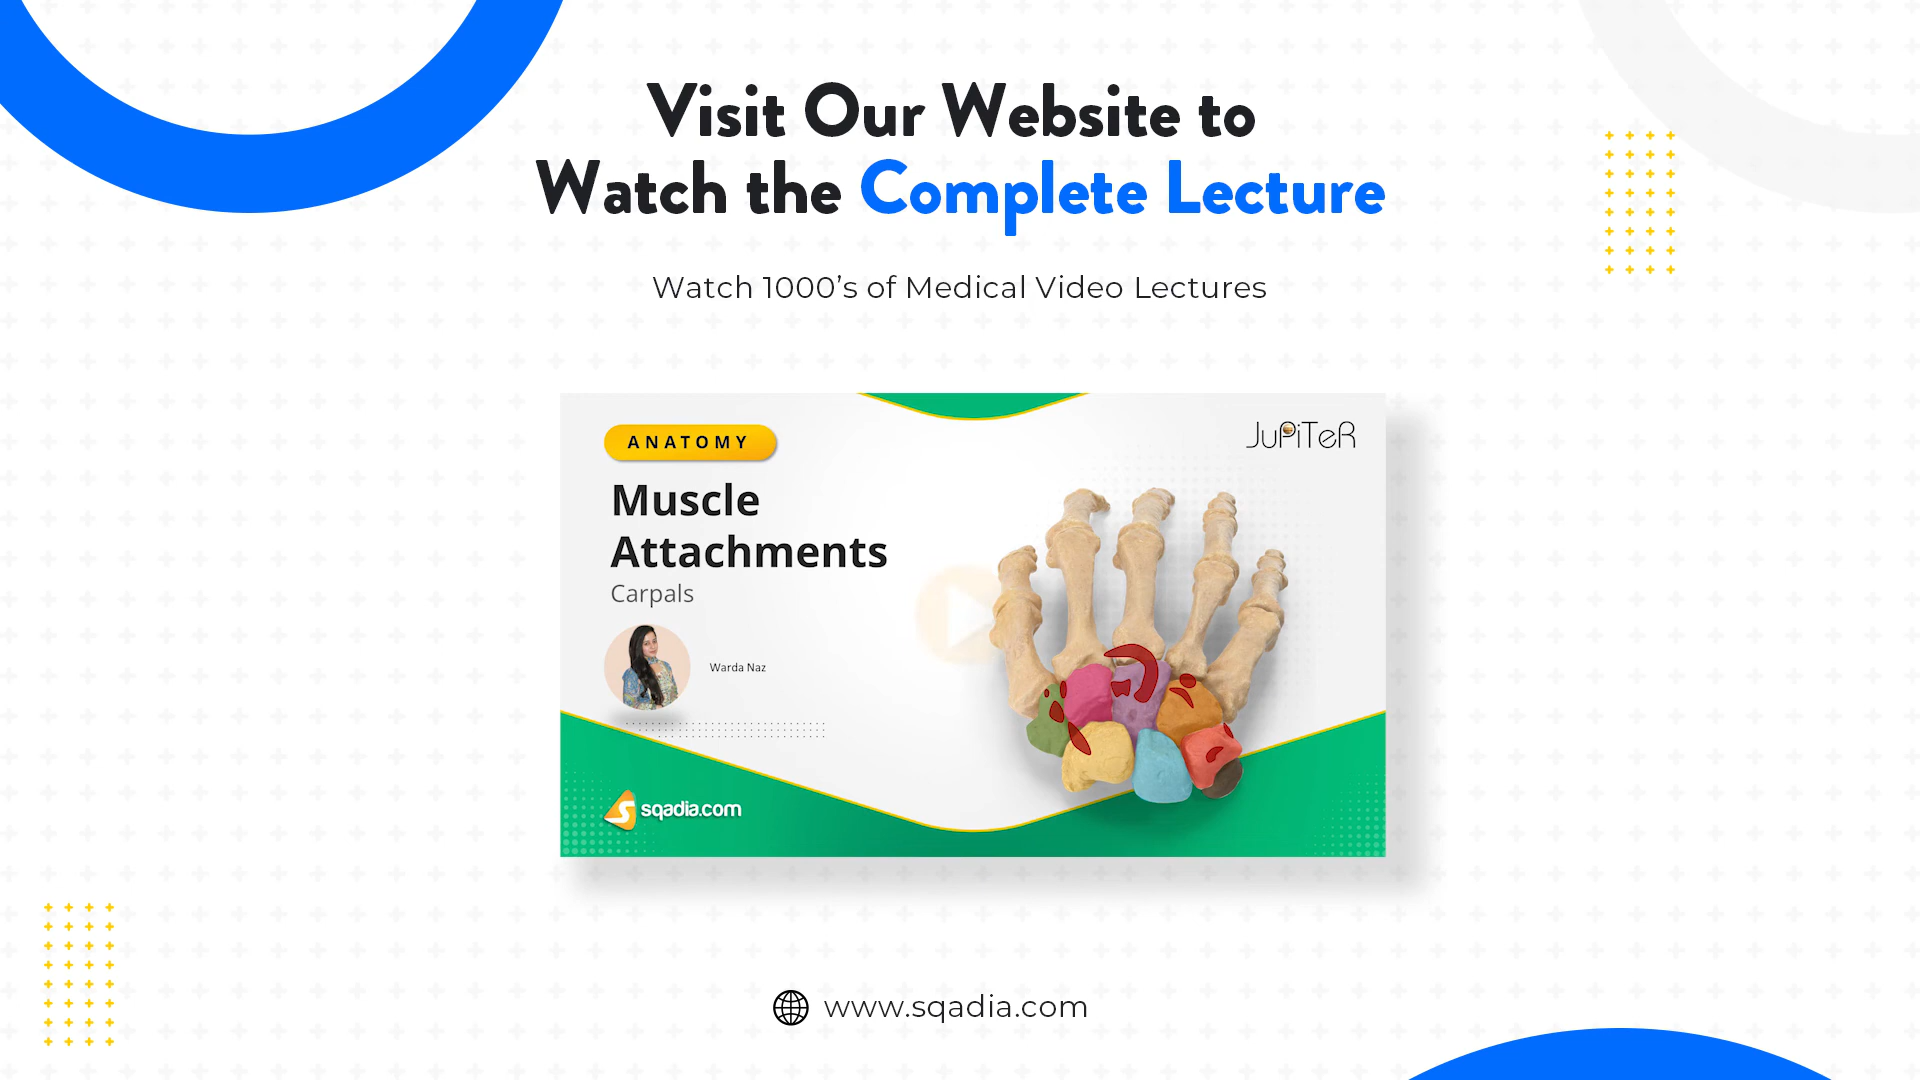 Visit Our Website to
Watch the Complete Lecture
Watch 1000’s of Medical Video Lectures
ANATOMY
JuPiTeR
Muscle
Attachments
Carpals
Warda Naz
sqadia.com
www.sqadia.com